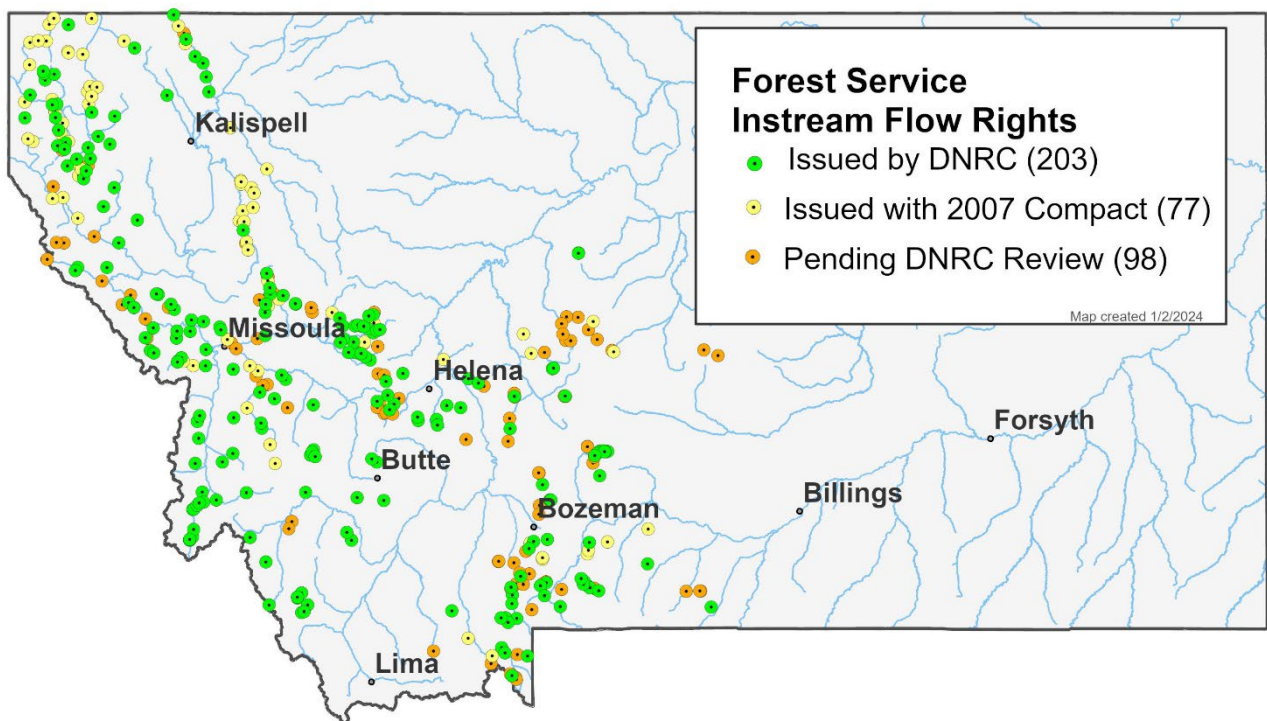 Forest Service
Instream Flow Rights
Issued by DNRC (203)
Issued with 2007 Compact (77)
Pending DNRC Review (98)
Map created 1/2/2024
Kalispell
Missoula
Helena
Forsyth
Butte
Billings
Bozeman
Lima